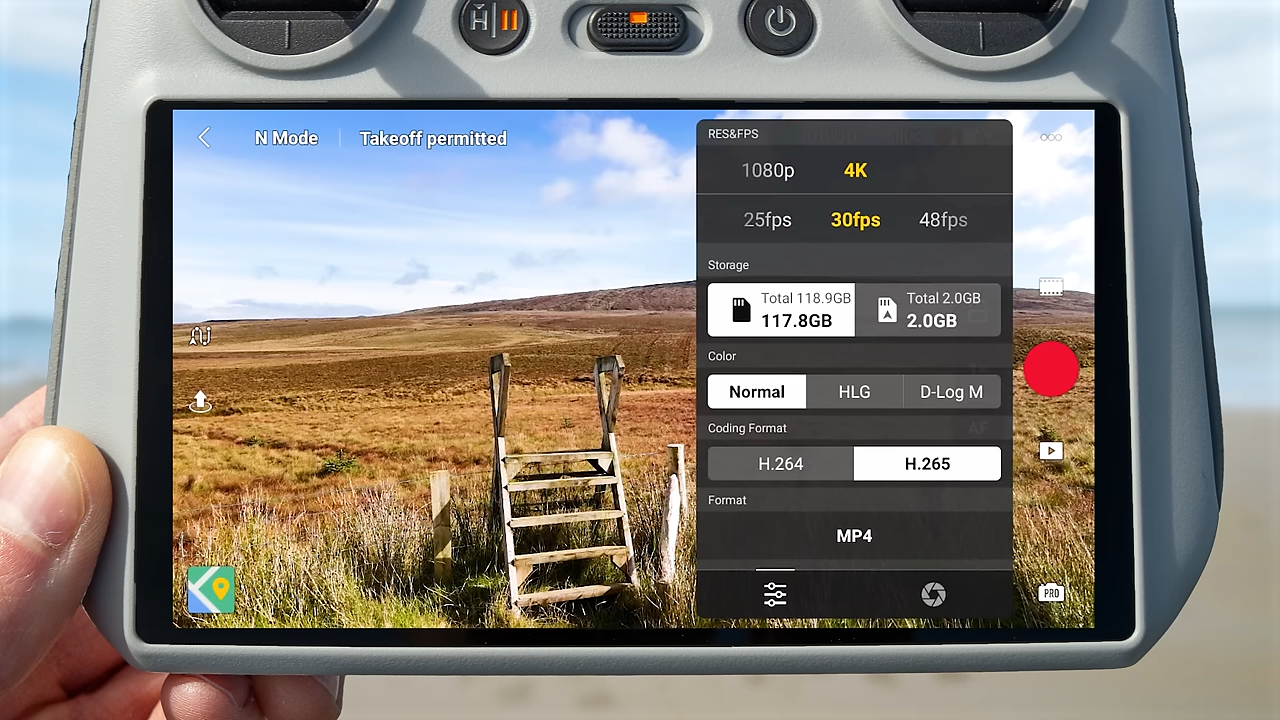 H
N Mode
Takeoff permitted
RES&FPS
1080p 4K
25fps 30fps 48fps
Storage
Total 118.9GB
117.8GB
Total 2.0GB
2.0GB
Color
Normal HLG D-Log M
Coding Format
H.264 H.265
Format
MP4
AF
PRO